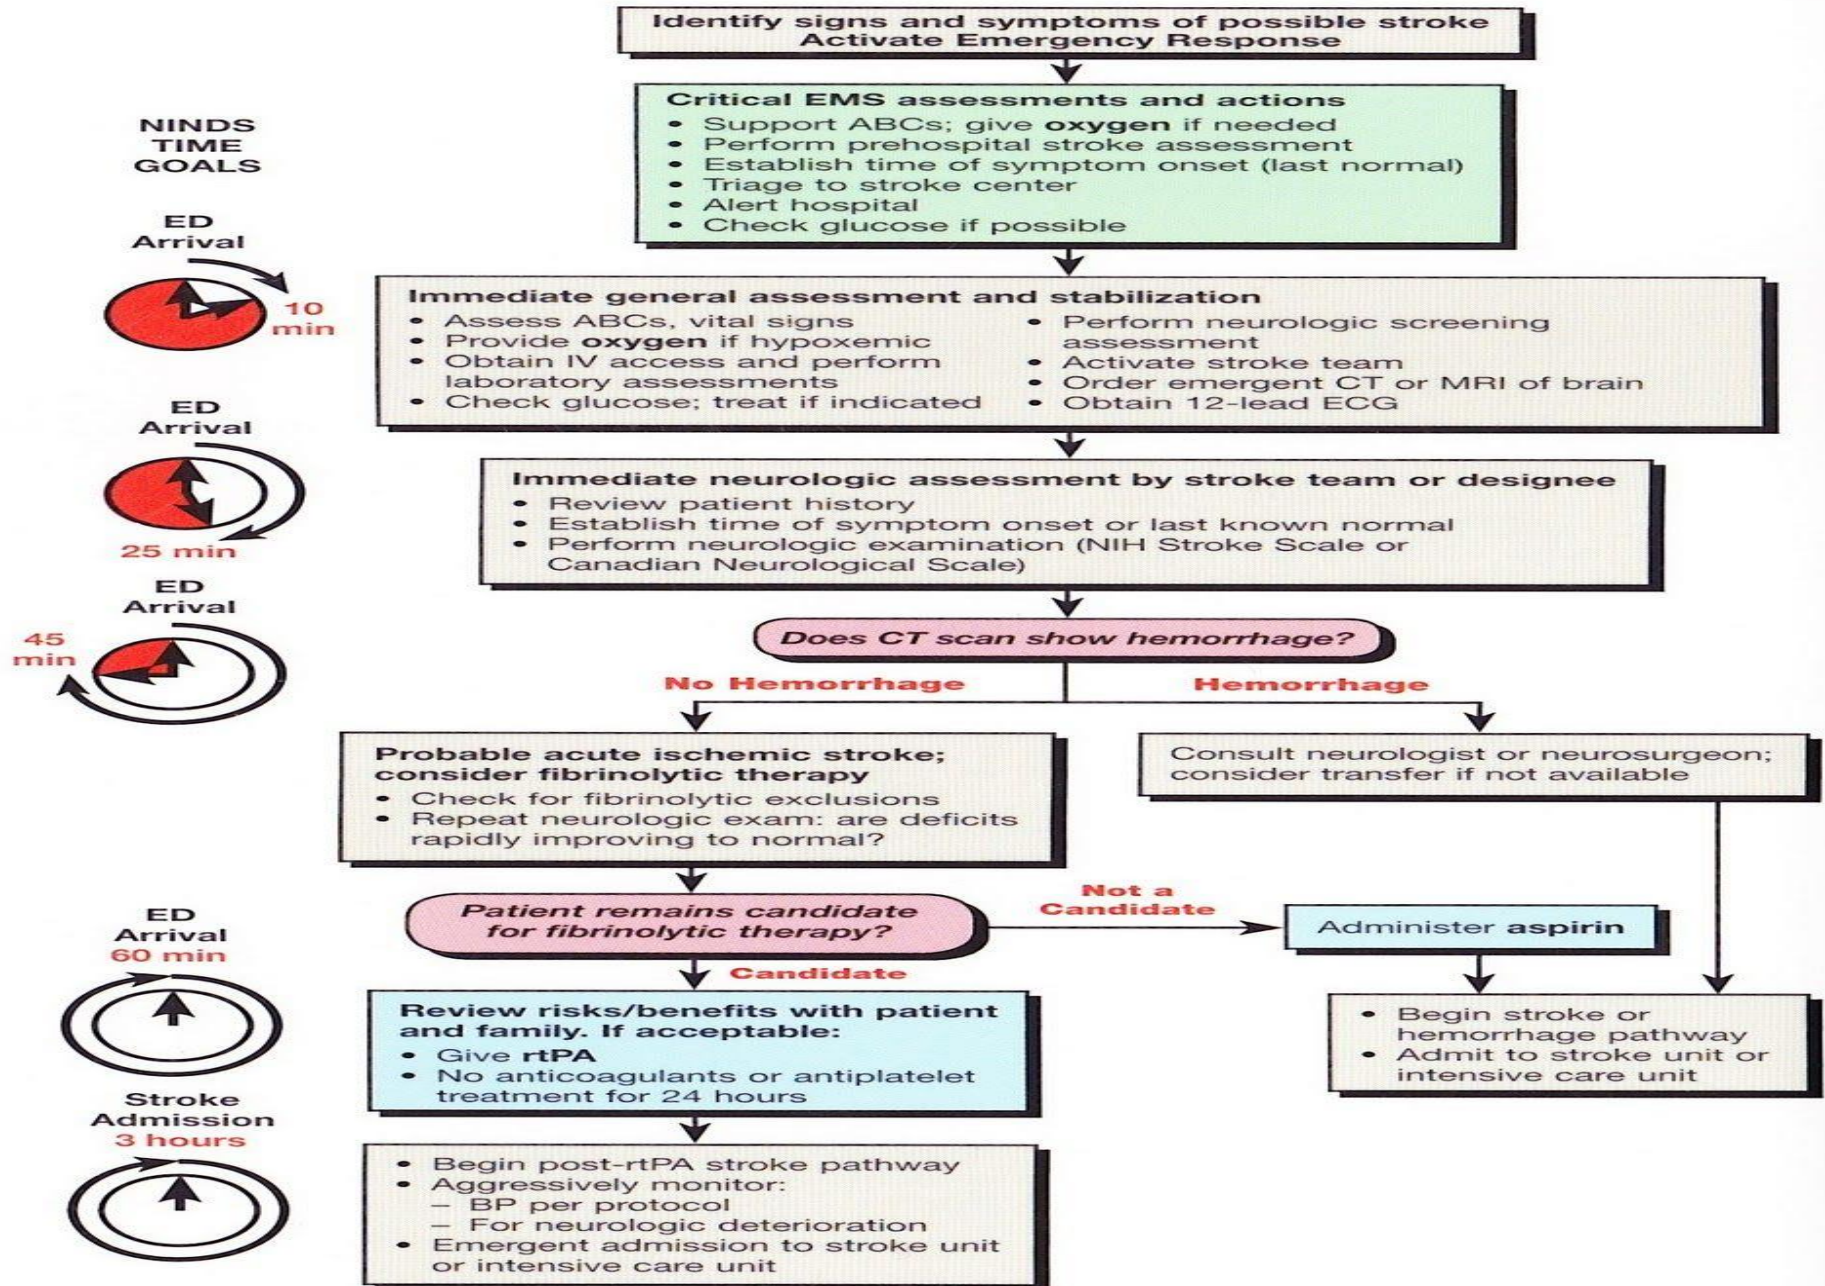 Identify signs and symptoms of possible stroke
Activate Emergency Response
Critical EMS assessments and actions
• Support ABCs; give oxygen if needed
• Perform prehospital stroke assessment
• Establish time of symptom onset (last normal)
• Triage to stroke center
• Alert hospital
• Check glucose if possible
NINDS
TIME
GOALS
ED
Arrival
10
min
Immediate general assessment and stabilization
• Assess ABCs, vital signs
• Provide oxygen if hypoxemic
• Obtain IV access and perform
laboratory assessments
• Check glucose; treat if indicated
• Perform neurologic screening
assessment
• Activate stroke team
• Order emergent CT or MRI of brain
• Obtain 12-lead ECG
ED
Arrival
25 min
Immediate neurologic assessment by stroke team or designee
• Review patient history
• Establish time of symptom onset or last known normal
• Perform neurologic examination (NIH Stroke Scale or
Canadian Neurological Scale)
ED
Arrival
45
min
Does CT scan show hemorrhage?
No Hemorrhage
Hemorrhage
Probable acute ischemic stroke;
consider fibrinolytic therapy
• Check for fibrinolytic exclusions
• Repeat neurologic exam: are deficits
rapidly improving to normal?
Consult neurologist or neurosurgeon;
consider transfer if not available
Patient remains candidate
for fibrinolytic therapy?
Not a
Candidate
Administer aspirin
Candidate
ED
Arrival
60 min
Review risks/benefits with patient
and family. If acceptable:
• Give rtPA
• No anticoagulants or antiplatelet
treatment for 24 hours
• Begin stroke or
hemorrhage pathway
• Admit to stroke unit or
intensive care unit
Stroke
Admission
3 hours
• Begin post-rtPA stroke pathway
• Aggressively monitor:
– BP per protocol
– For neurologic deterioration
• Emergent admission to stroke unit
or intensive care unit